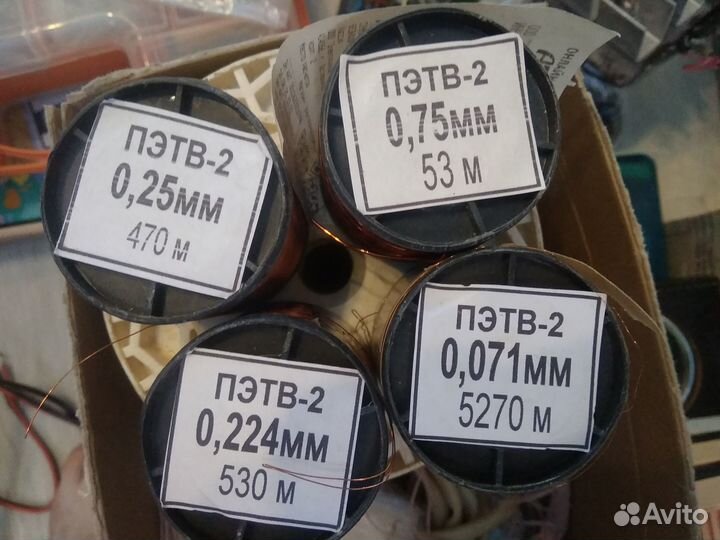 ПЭТВ-2
0,25мм
470 м
ПЭТВ-2
0,75мм
53 м
ПЭТВ-2
0,224мм
530 м
ПЭТВ-2
0,071мм
5270 м
Avito